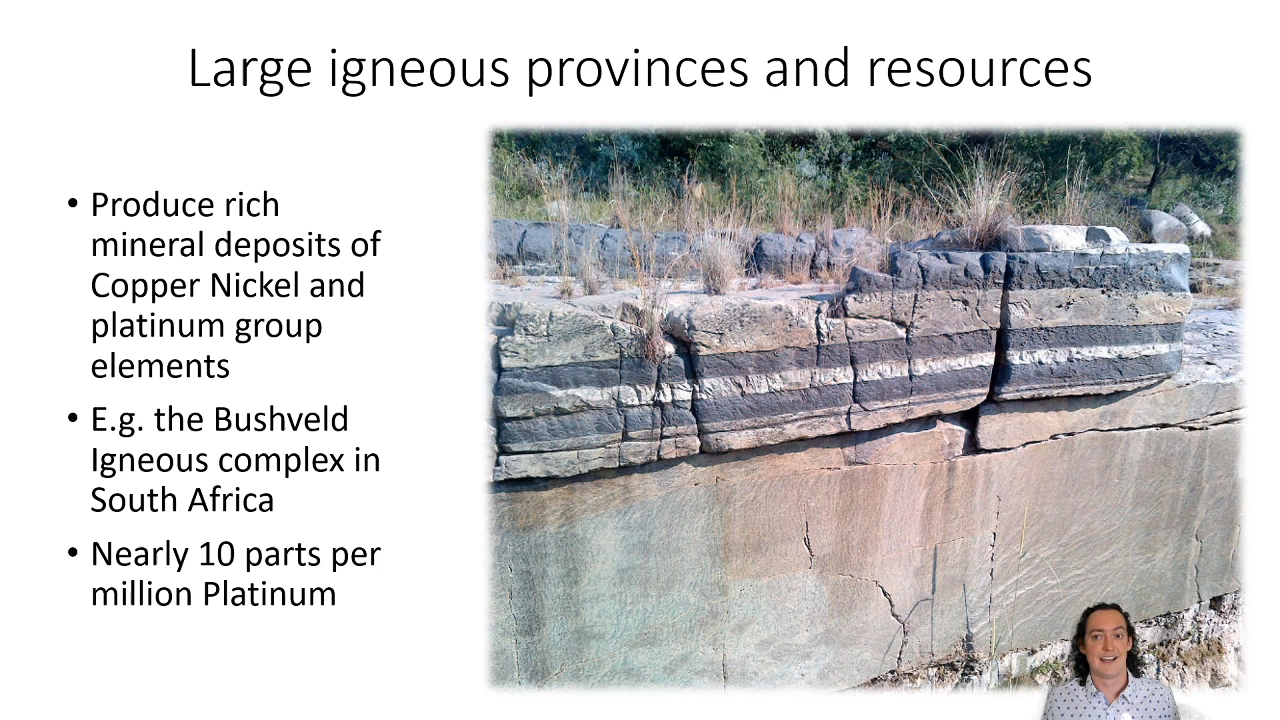 Large igneous provinces and resources
• Produce rich
mineral deposits of
Copper Nickel and
platinum group
elements
• E.g. the Bushveld
Igneous complex in
South Africa
• Nearly 10 parts per
million Platinum